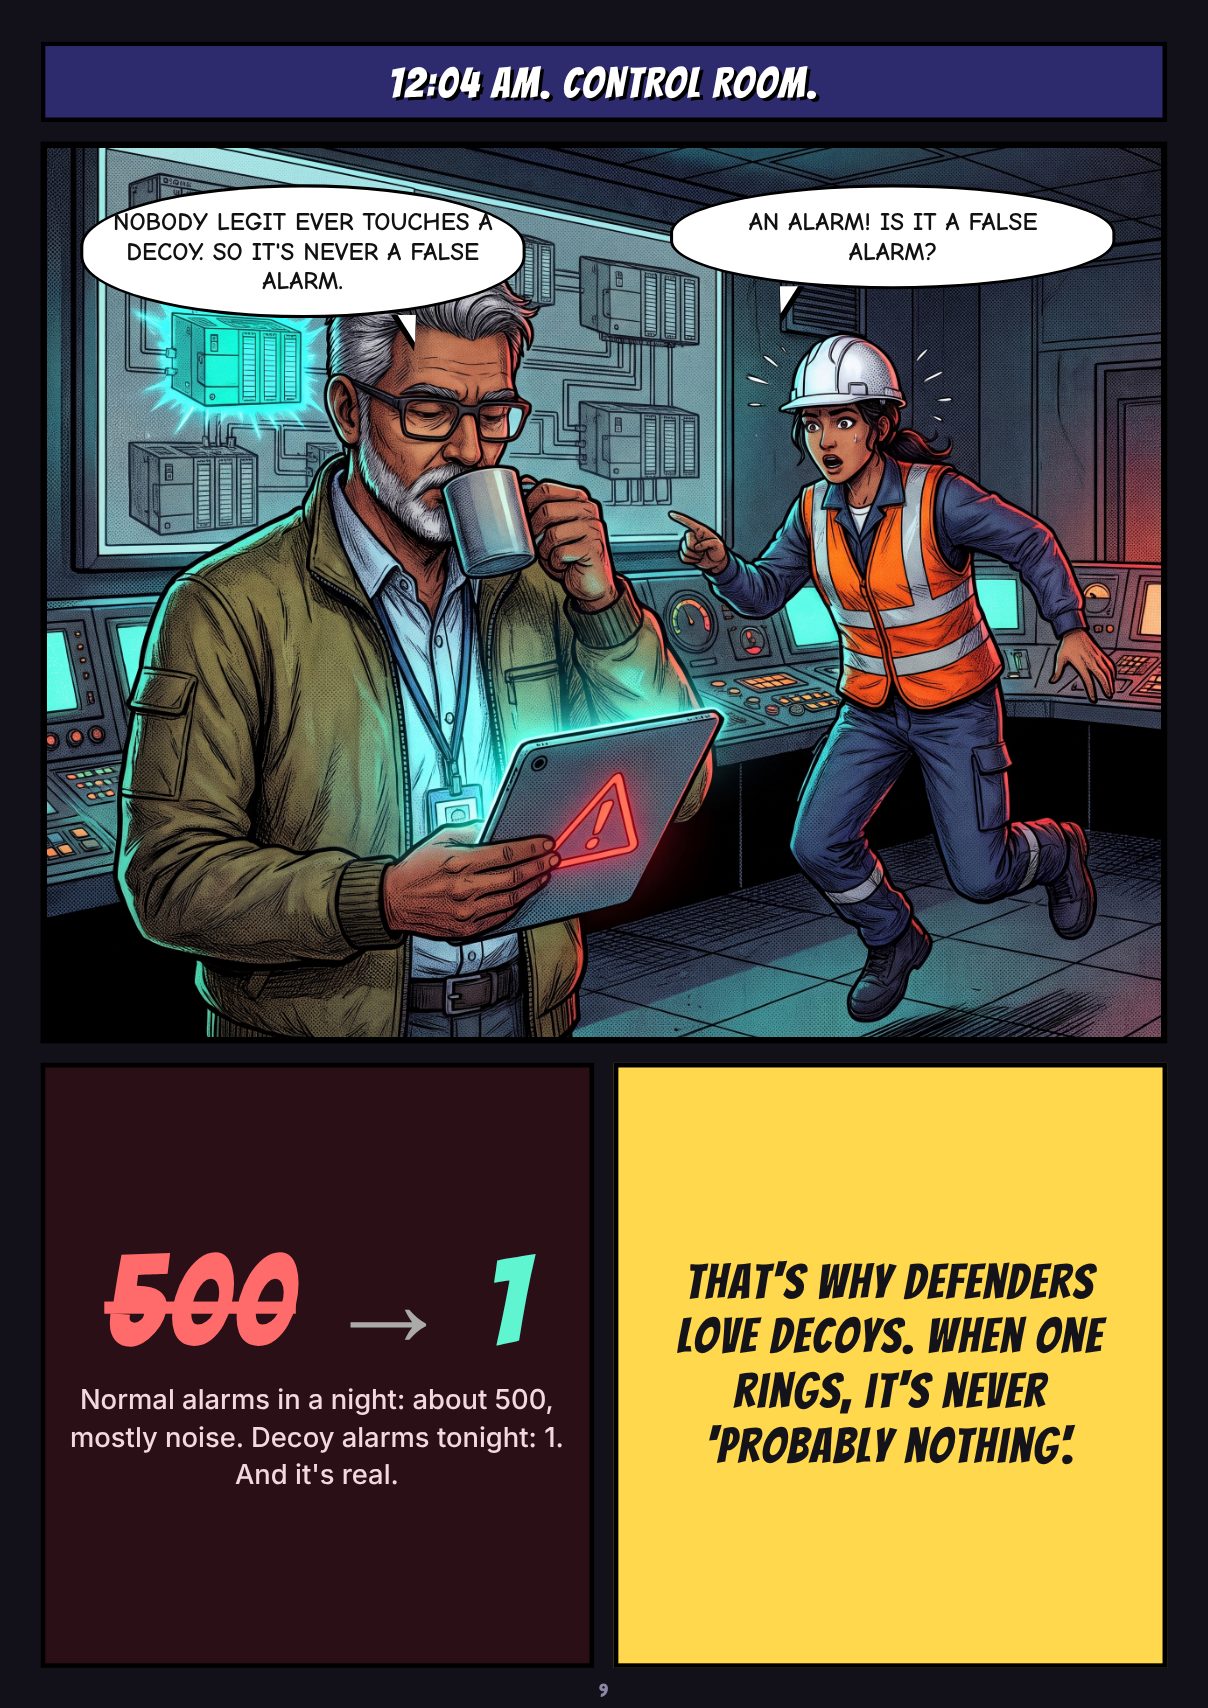 12:04 AM. CONTROL ROOM.
NOBODY LEGIT EVER TOUCHES A
DECOY. SO IT'S NEVER A FALSE
ALARM.
AN ALARM! IS IT A FALSE
ALARM?
500 → 1
Normal alarms in a night: about 500,
mostly noise. Decoy alarms tonight: 1.
And it's real.
THAT'S WHY DEFENDERS
LOVE DECOYS. WHEN ONE
RINGS, IT'S NEVER
'PROBABLY NOTHING'.
9